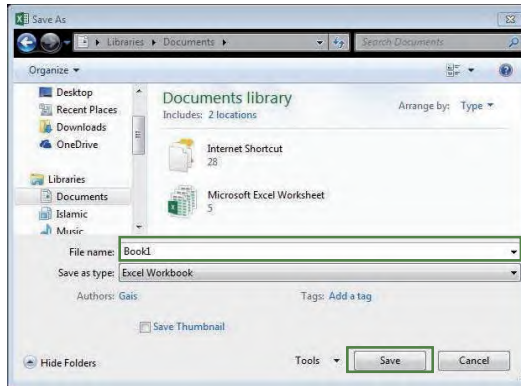 Save As
Libraries ▸ Documents ▸ Search Documents
Organize
Desktop
Recent Places
Downloads
OneDrive
Libraries
Documents
Islamic
Music
Documents library
Includes: 2 locations
Arrange by: Type
Internet Shortcut
28
Microsoft Excel Worksheet
5
File name: Book1
Save as type: Excel Workbook
Authors: Gais Tags: Add a tag
Save Thumbnail
Hide Folders Tools Save Cancel